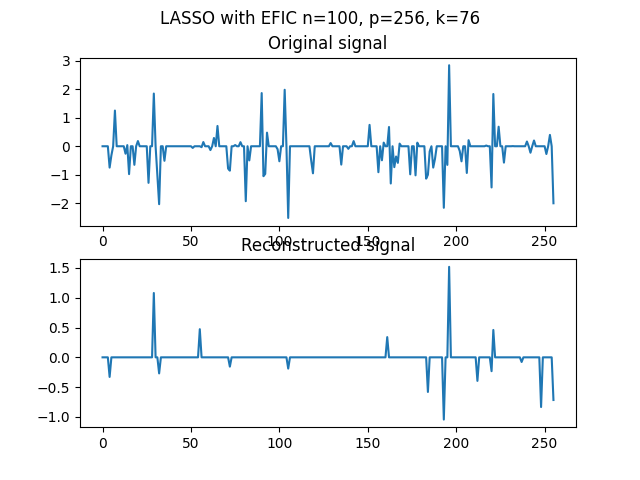 LASSO with EFIC n=100, p=256, k=76
Original signal
3
2
1
0
−1
−2
0 50 100 150 200 250
Reconstructed signal
1.5
1.0
0.5
0.0
−0.5
−1.0
0 50 100 150 200 250